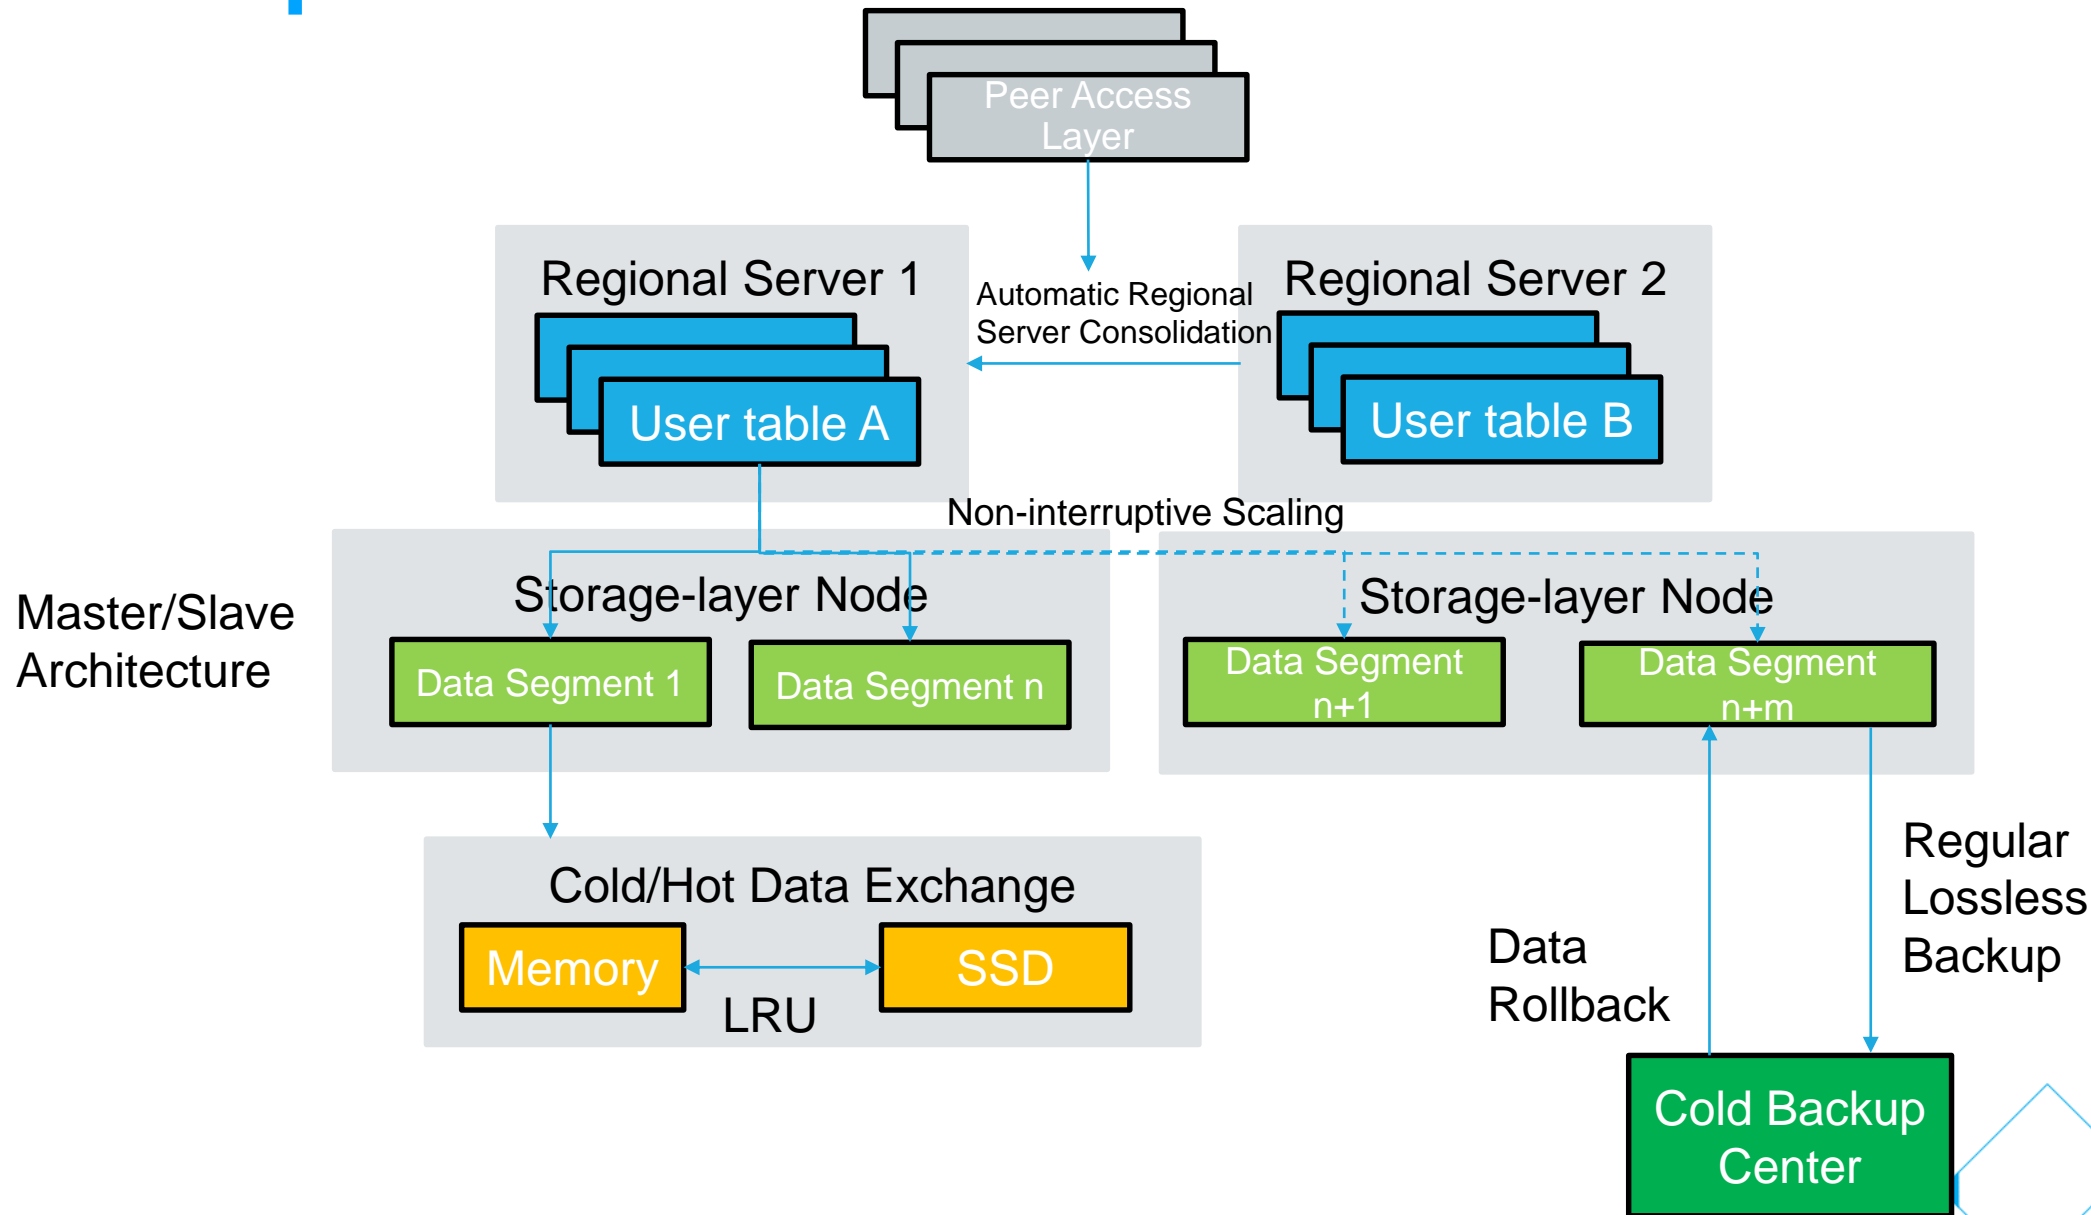 Peer Access
Layer
Regional Server 1
Automatic Regional
Server Consolidation
Regional Server 2
User table A
User table B
Non-interruptive Scaling
Master/Slave
Architecture
Storage-layer Node
Storage-layer Node
Data Segment 1
Data Segment n
Data Segment
n+1
Data Segment
n+m
Cold/Hot Data Exchange
Memory
LRU
SSD
Data
Rollback
Regular
Lossless
Backup
Cold Backup
Center